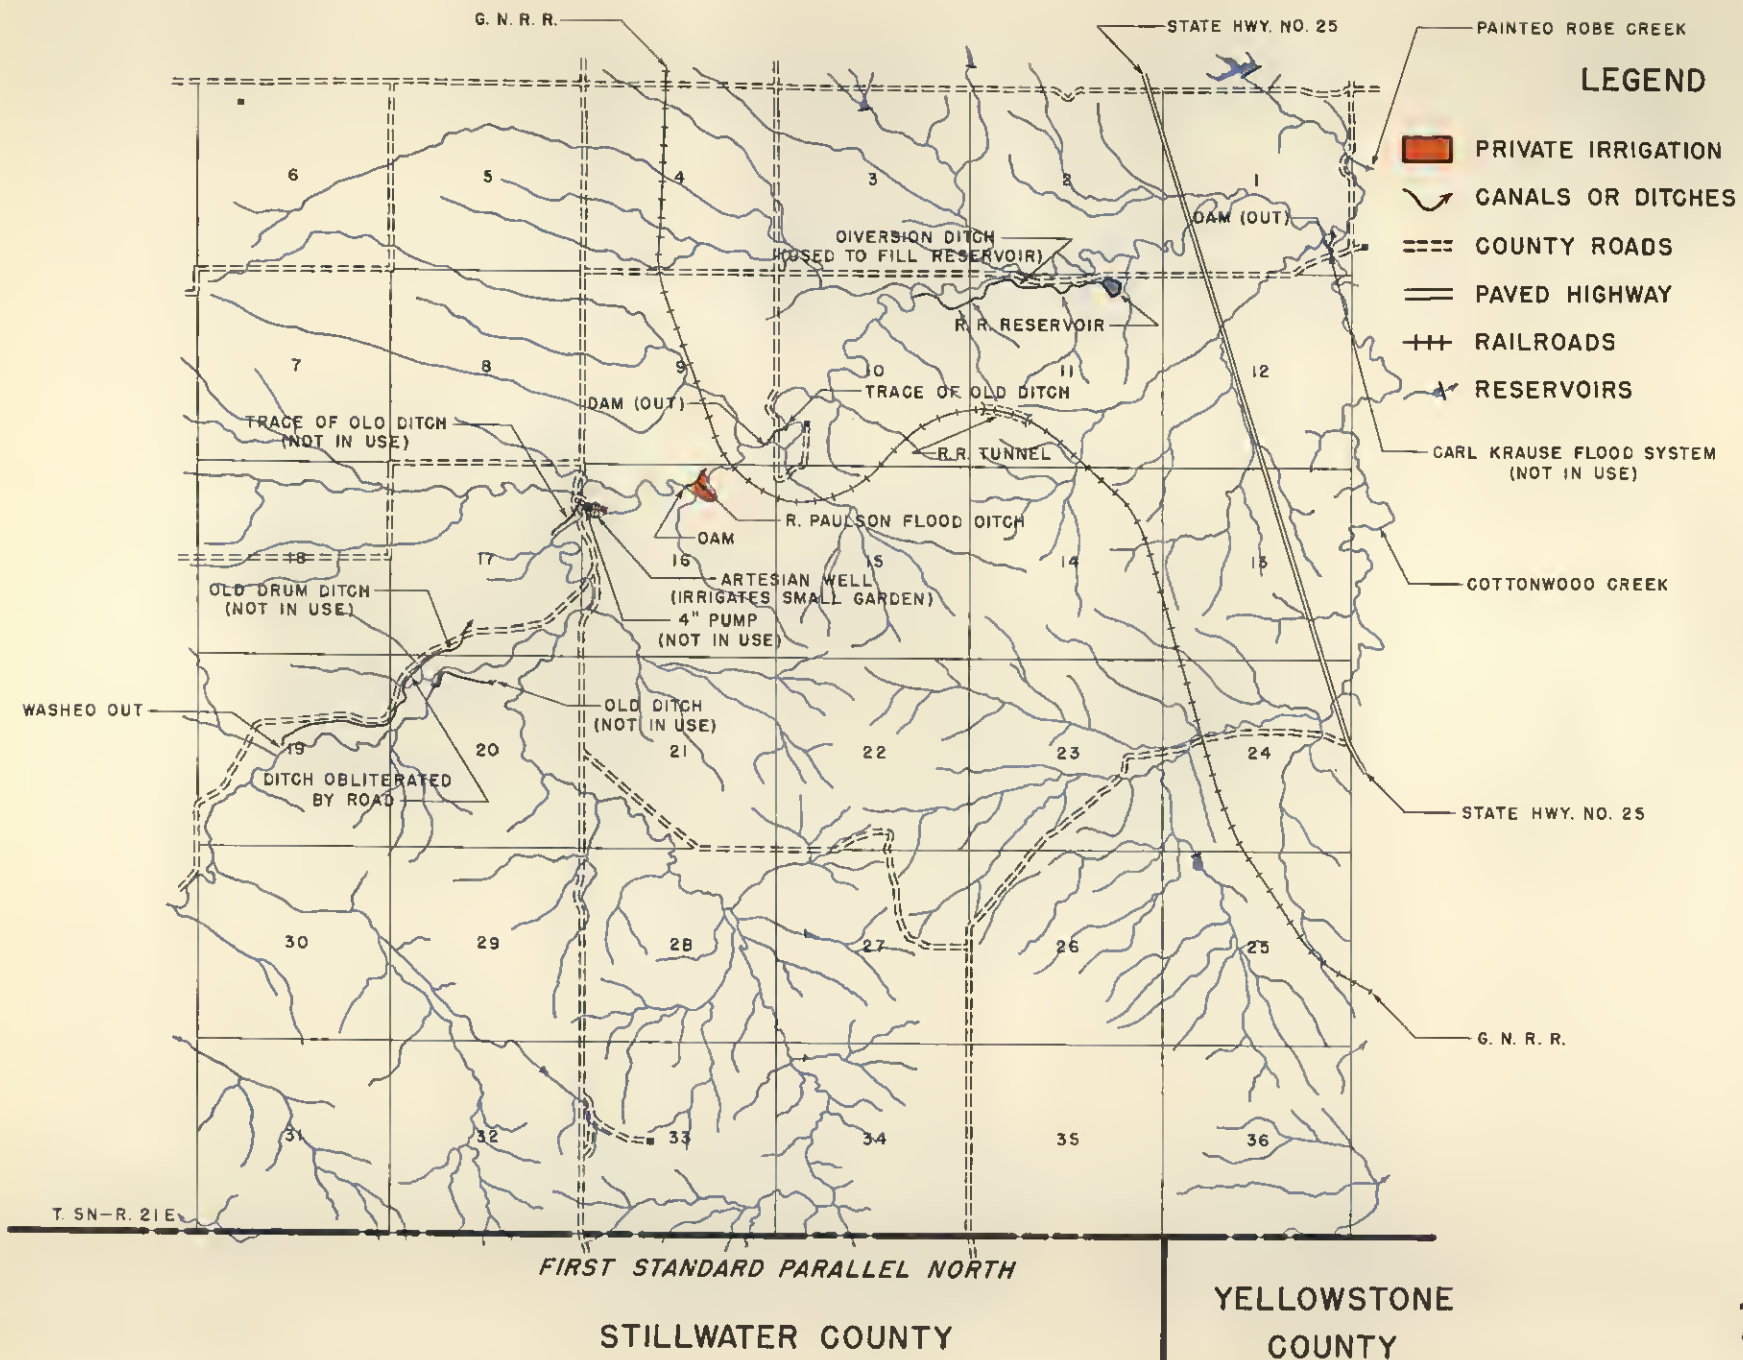 G. N. R. R.
STATE HWY. NO. 25
PAINTED ROBE CREEK
LEGEND
PRIVATE IRRIGATION
CANALS OR DITCHES
COUNTY ROADS
PAVED HIGHWAY
RAILROADS
RESERVOIRS
6
5
4
3
2
1
DAM (OUT)
DIVERSION DITCH
(USED TO FILL RESERVOIR)
R. R. RESERVOIR
7
8
9
10
11
12
TRACE OF OLD DITCH
DAM (OUT)
TRACE OF OLD DITCH
(NOT IN USE)
R.R. TUNNEL
CARL KRAUSE FLOOD SYSTEM
(NOT IN USE)
R. PAULSON FLOOD DITCH
DAM
18
17
16
15
14
13
ARTESIAN WELL
(IRRIGATES SMALL GARDEN)
OLD DRUM DITCH
(NOT IN USE)
4" PUMP
(NOT IN USE)
COTTONWOOD CREEK
WASHED OUT
OLD DITCH
(NOT IN USE)
19
20
21
22
23
24
DITCH OBLITERATED
BY ROAD
STATE HWY. NO. 25
30
29
28
27
26
25
G. N. R. R.
31
32
33
34
35
36
T. 5N-R. 21E.
FIRST STANDARD PARALLEL NORTH
STILLWATER COUNTY
YELLOWSTONE
COUNTY